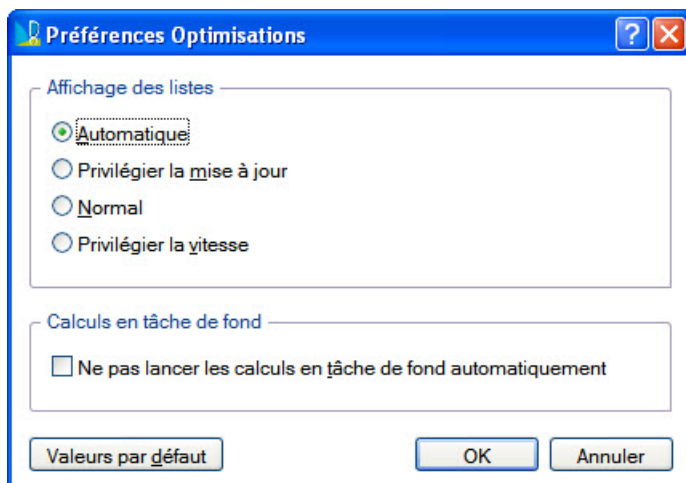 Préférences Optimisations
Affichage des listes
Automatique
Privilégier la mise à jour
Normal
Privilégier la vitesse
Calculs en tâche de fond
Ne pas lancer les calculs en tâche de fond automatiquement
Valeurs par défaut OK Annuler